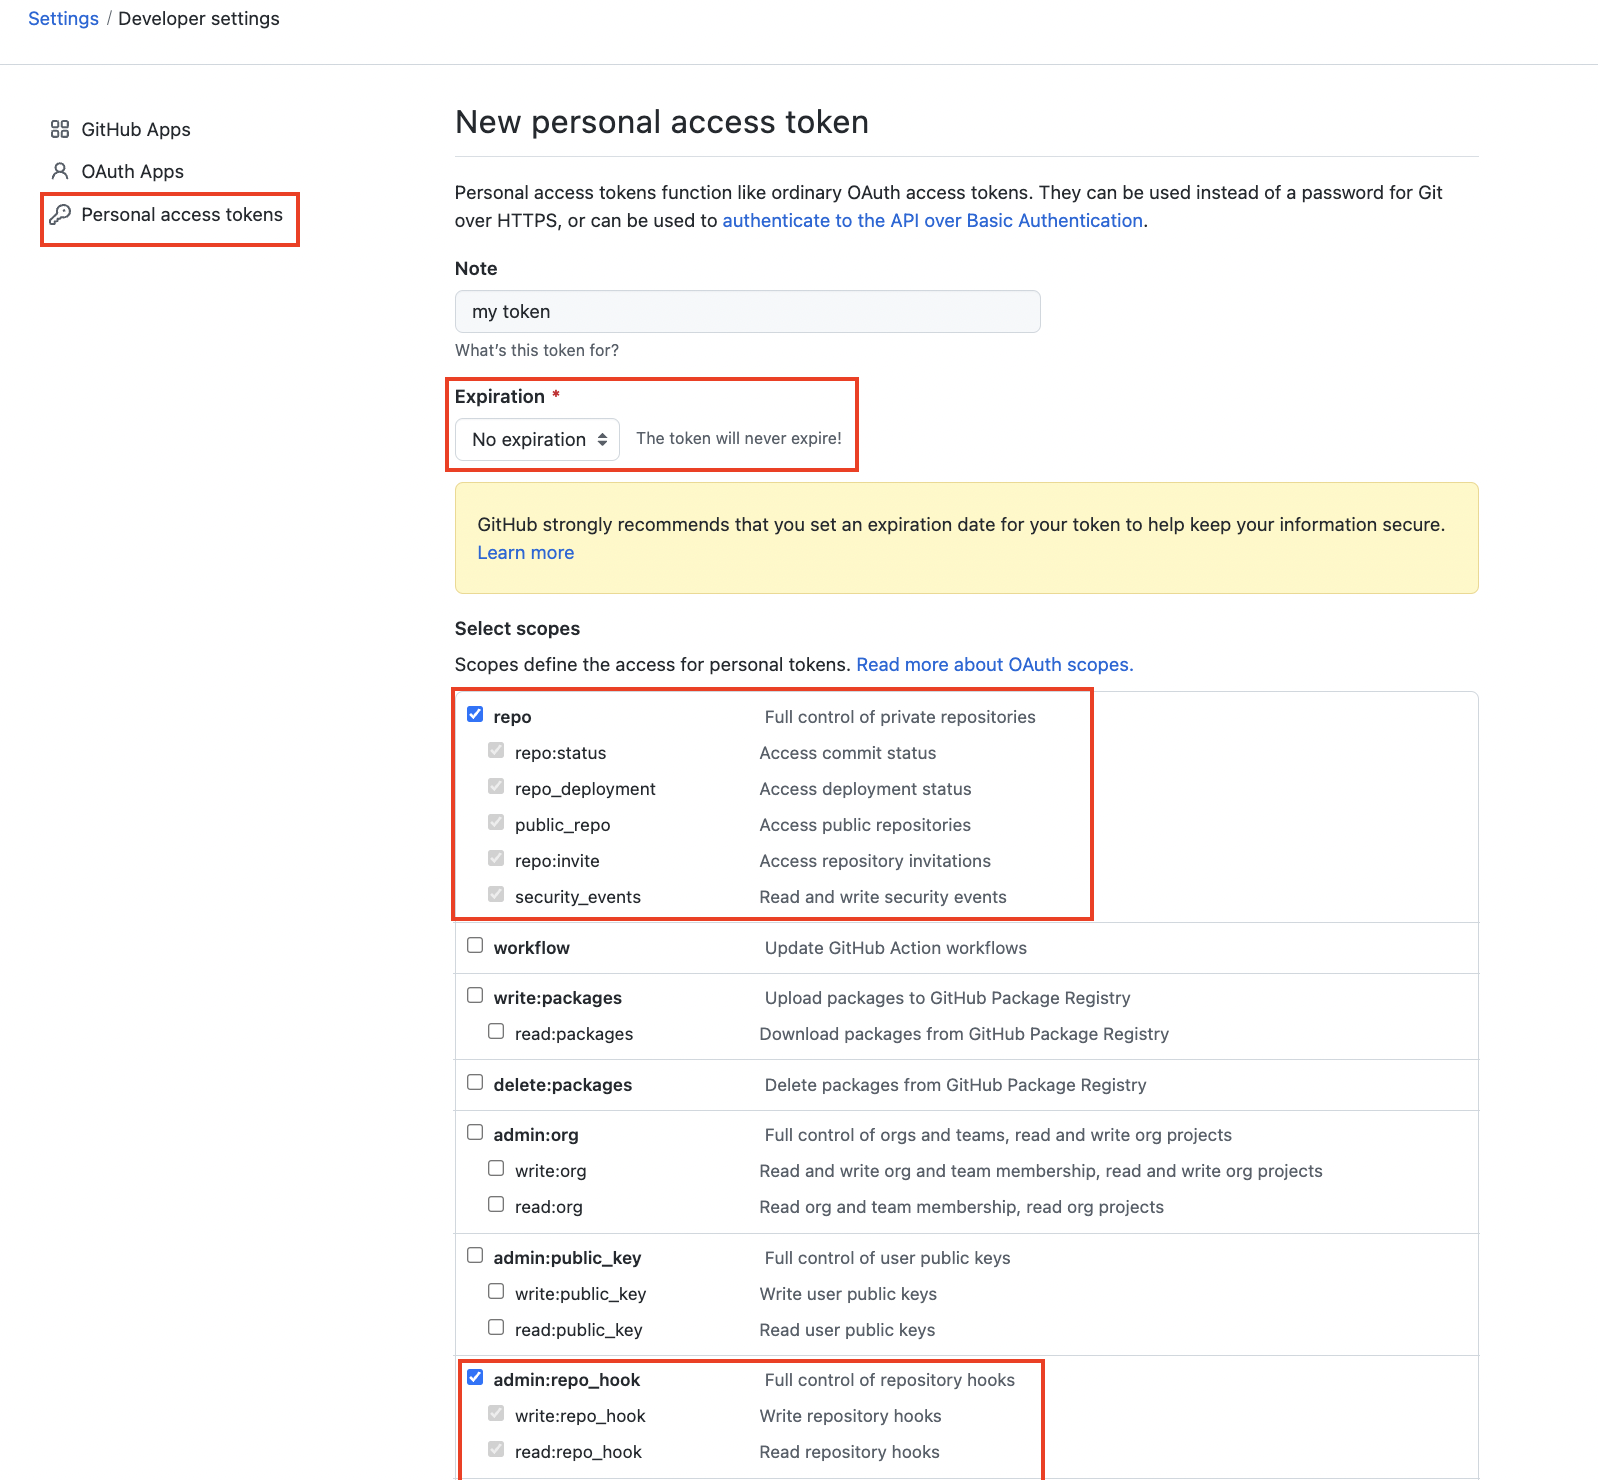 Settings / Developer settings
GitHub Apps
OAuth Apps
Personal access tokens
New personal access token
Personal access tokens function like ordinary OAuth access tokens. They can be used instead of a password for Git
over HTTPS, or can be used to authenticate to the API over Basic Authentication.
Note
my token
What's this token for?
Expiration *
No expiration The token will never expire!
GitHub strongly recommends that you set an expiration date for your token to help keep your information secure.
Learn more
Select scopes
Scopes define the access for personal tokens. Read more about OAuth scopes.
repo Full control of private repositories
repo:status Access commit status
repo_deployment Access deployment status
public_repo Access public repositories
repo:invite Access repository invitations
security_events Read and write security events
workflow Update GitHub Action workflows
write:packages Upload packages to GitHub Package Registry
read:packages Download packages from GitHub Package Registry
delete:packages Delete packages from GitHub Package Registry
admin:org Full control of orgs and teams, read and write org projects
write:org Read and write org and team membership, read and write org projects
read:org Read org and team membership, read org projects
admin:public_key Full control of user public keys
write:public_key Write user public keys
read:public_key Read user public keys
admin:repo_hook Full control of repository hooks
write:repo_hook Write repository hooks
read:repo_hook Read repository hooks